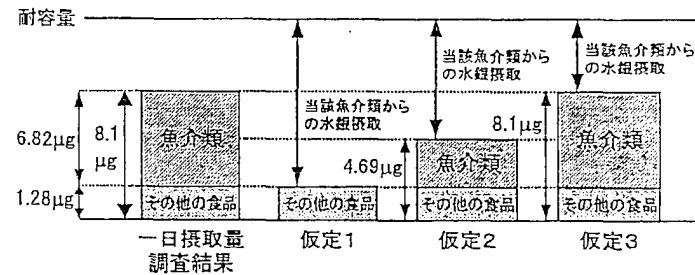 耐容量
当該魚介類から
の水銀摂取
当該魚介類から
の水銀摂取
当該魚介類から
の水銀摂取
6.82μg
8.1
μg
魚介類
4.69μg
魚介類
8.1μg
魚介類
1.28μg
その他の食品
その他の食品
その他の食品
その他の食品
一日摂取量
調査結果
仮定1
仮定2
仮定3